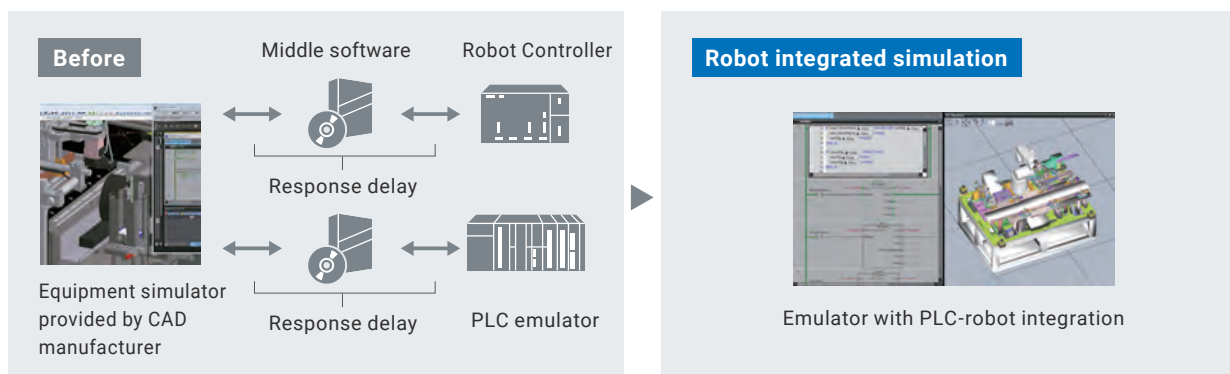 Before
Middle software
Robot Controller
Response delay
Response delay
Equipment simulator
provided by CAD
manufacturer
PLC emulator
Robot integrated simulation
Emulator with PLC-robot integration